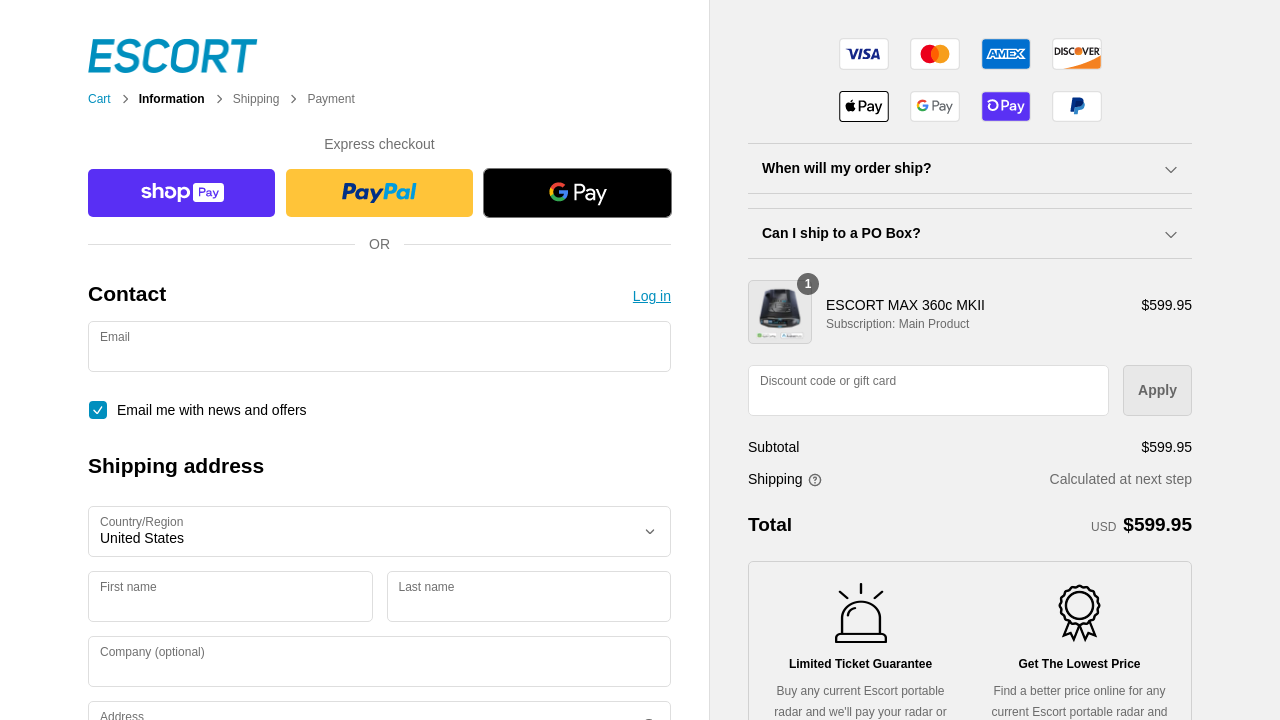 ESCORT
Cart
Information
Shipping
Payment
Express checkout
shop Pay
PayPal
G Pay
OR
Contact
Log in
Email
Email me with news and offers
Shipping address
Country/Region
United States
First name
Last name
Company (optional)
Address
VISA
AMEX
DISCOVER
Pay
G Pay
Pay
When will my order ship?
Can I ship to a PO Box?
1
ESCORT MAX 360c MKII
$599.95
Subscription: Main Product
Discount code or gift card
Apply
Subtotal
$599.95
Shipping
Calculated at next step
Total
USD $599.95
Limited Ticket Guarantee
Buy any current Escort portable
radar and we'll pay your radar or
Get The Lowest Price
Find a better price online for any
current Escort portable radar and